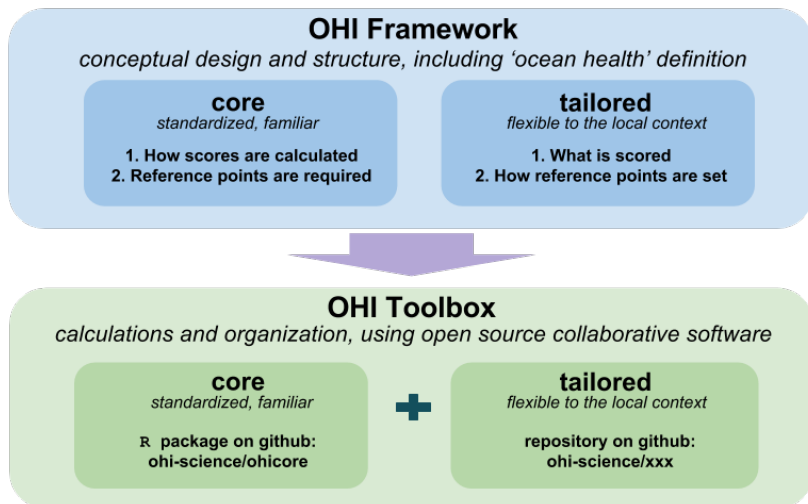 OHI Framework
conceptual design and structure, including ‘ocean health’ definition
core
standardized, familiar
1. How scores are calculated
2. Reference points are required
tailored
flexible to the local context
1. What is scored
2. How reference points are set
OHI Toolbox
calculations and organization, using open source collaborative software
core
standardized, familiar
R package on github:
ohi-science/ohicore
tailored
flexible to the local context
repository on github:
ohi-science/xxx